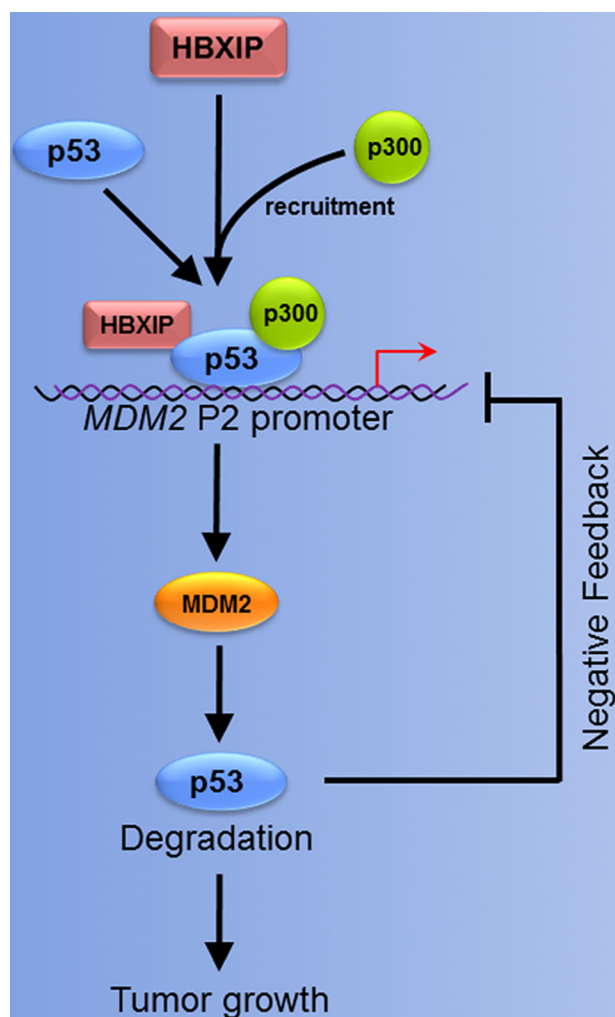 HBXIP
p53
p300
recruitment
HBXIP
p300
p53
MDM2 P2 promoter
MDM2
p53
Degradation
Tumor growth
Negative Feedback